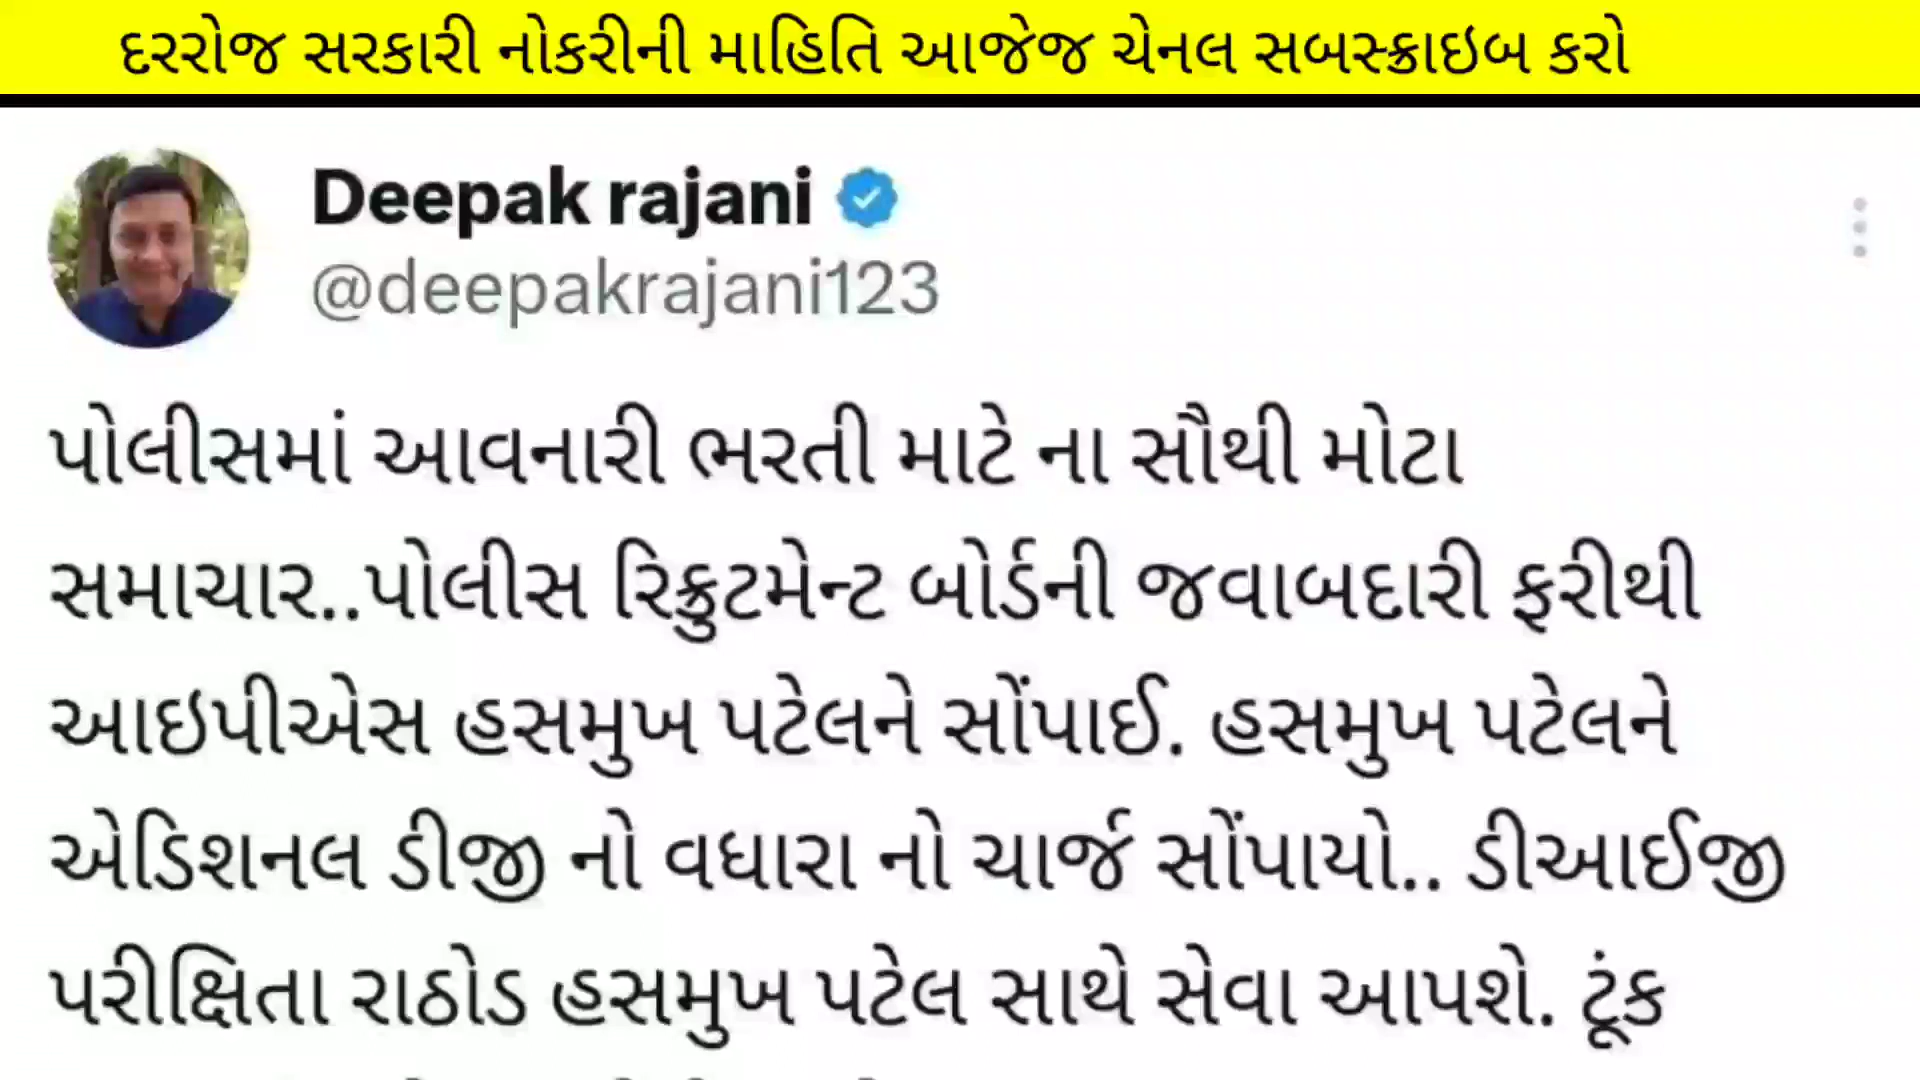 દરરોજ સરકારી નોકરીની માહિતિ આજેજ ચેનલ સબસ્ક્રાઇબ કરો
Deepak rajani
@deepakrajani123
પોલીસમાં આવનારી ભરતી માટે ના સૌથી મોટા
સમાચાર..પોલીસ રિક્રુટમેન્ટ બોર્ડની જવાબદારી ફરીથી
આઇપીએસ હસમુખ પટેલને સોંપાઈ. હસમુખ પટેલને
એડિશનલ ડીજી નો વધારા નો ચાર્જ સોંપાયો.. ડીઆઈજી
પરીક્ષિતા રાઠોડ હસમુખ પટેલ સાથે સેવા આપશે. ટૂંક